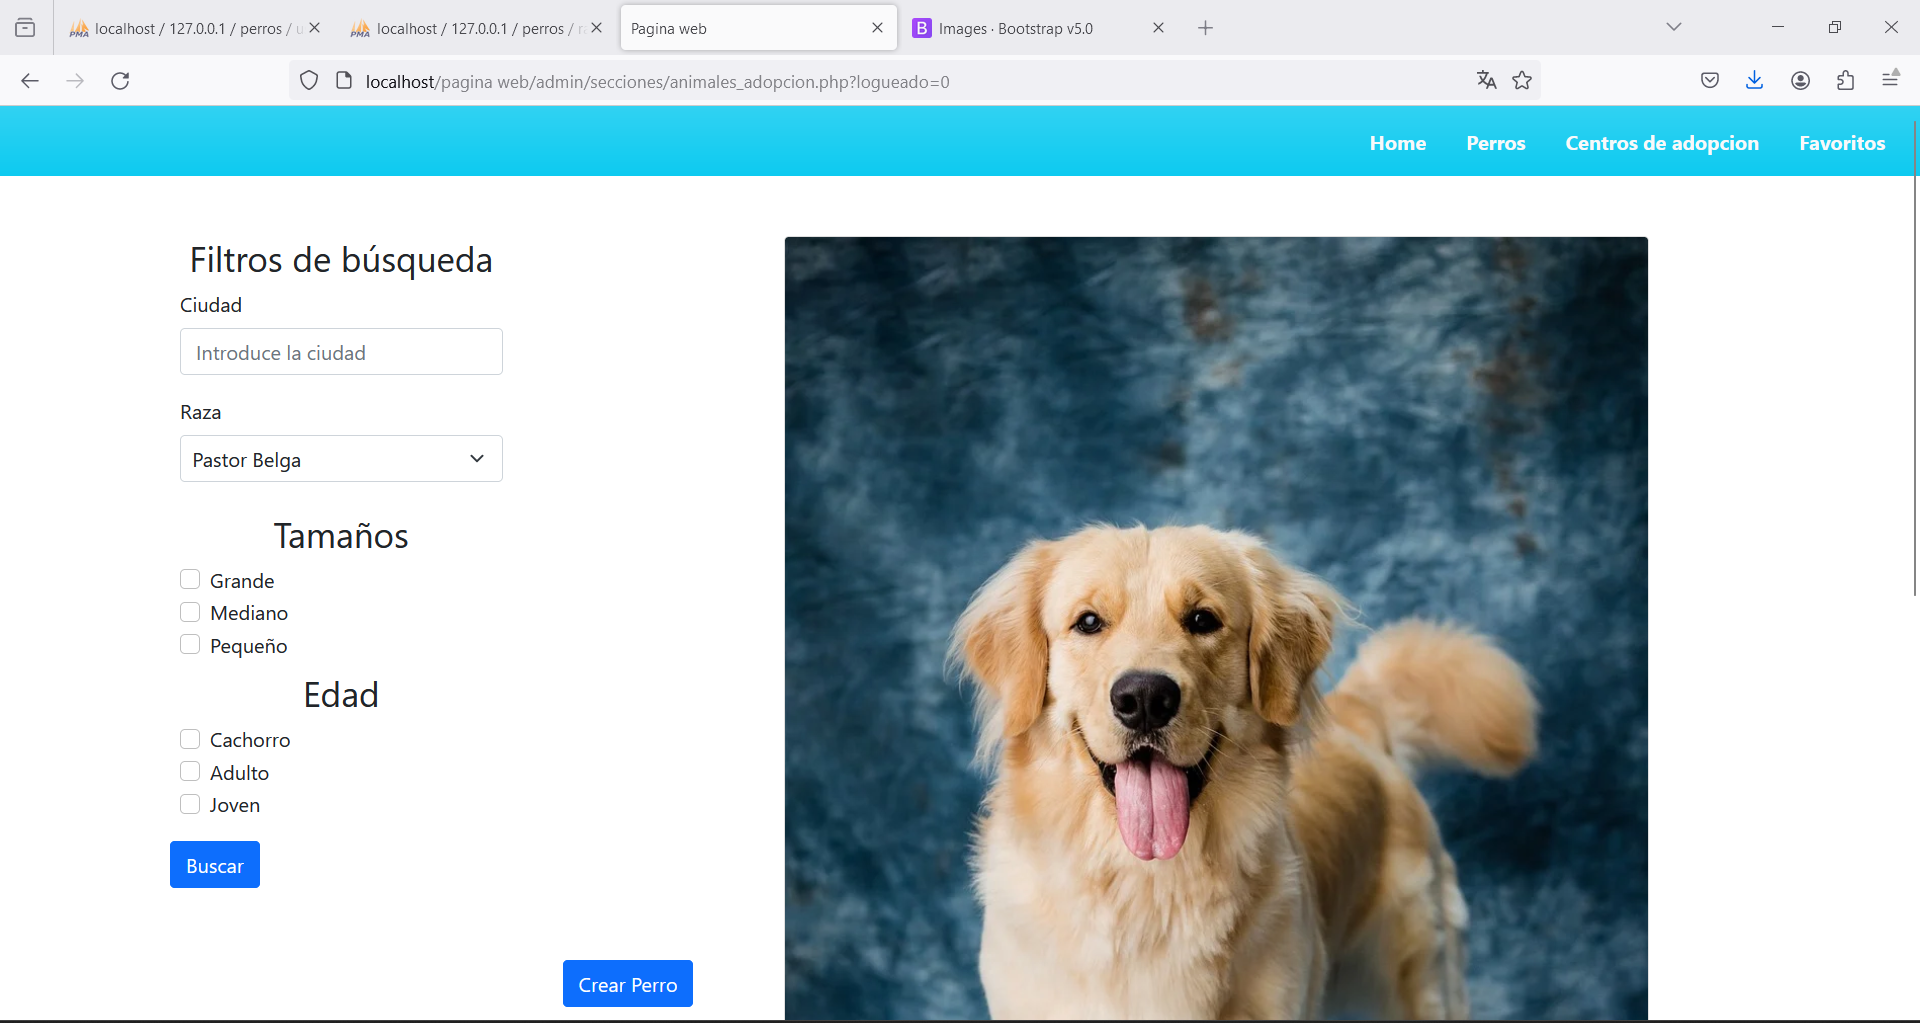 localhost / 127.0.0.1 / perros / u
localhost / 127.0.0.1 / perros / ra
Pagina web
Images · Bootstrap v5.0
localhost/pagina web/admin/secciones/animales_adopcion.php?logueado=0
Home
Perros
Centros de adopcion
Favoritos
Filtros de búsqueda
Ciudad
Introduce la ciudad
Raza
Pastor Belga
Tamaños
Grande
Mediano
Pequeño
Edad
Cachorro
Adulto
Joven
Buscar
Crear Perro